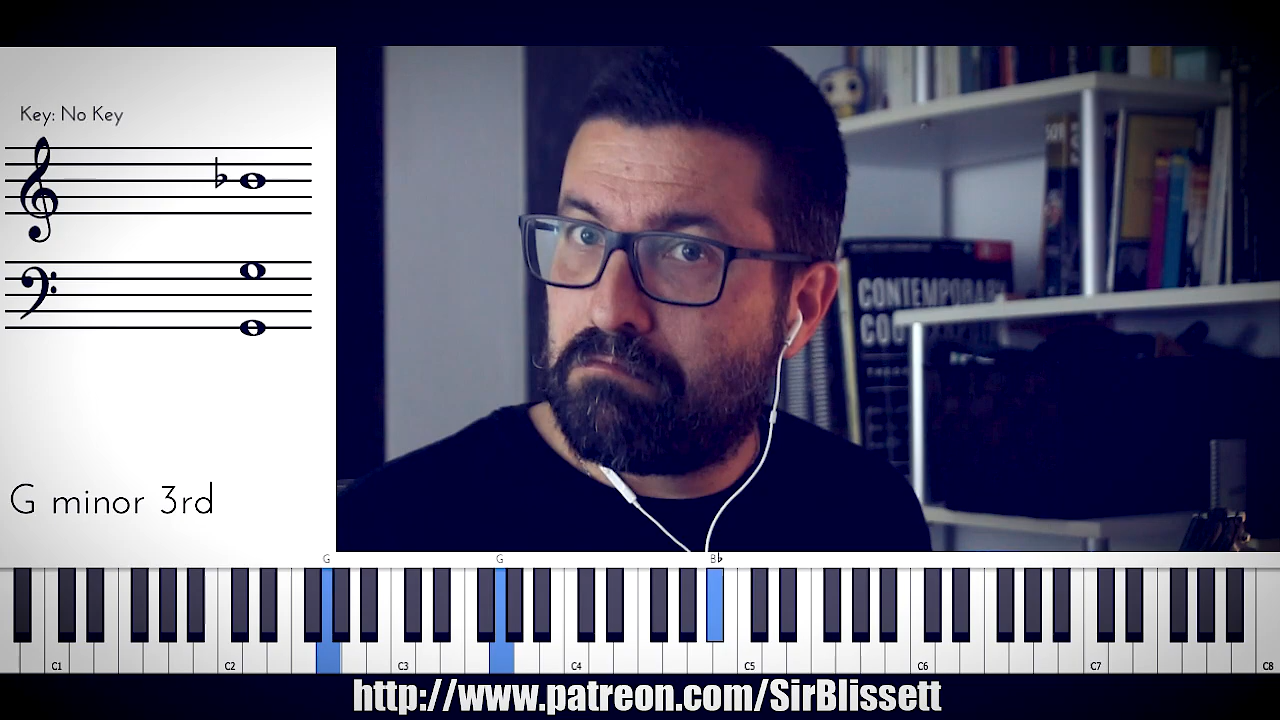 Key: No Key
CONTEMPORARY
G minor 3rd
G G B♭
C1 C2 C3 C4 C5 C6 C7 C8
http://www.patreon.com/SirBlissett